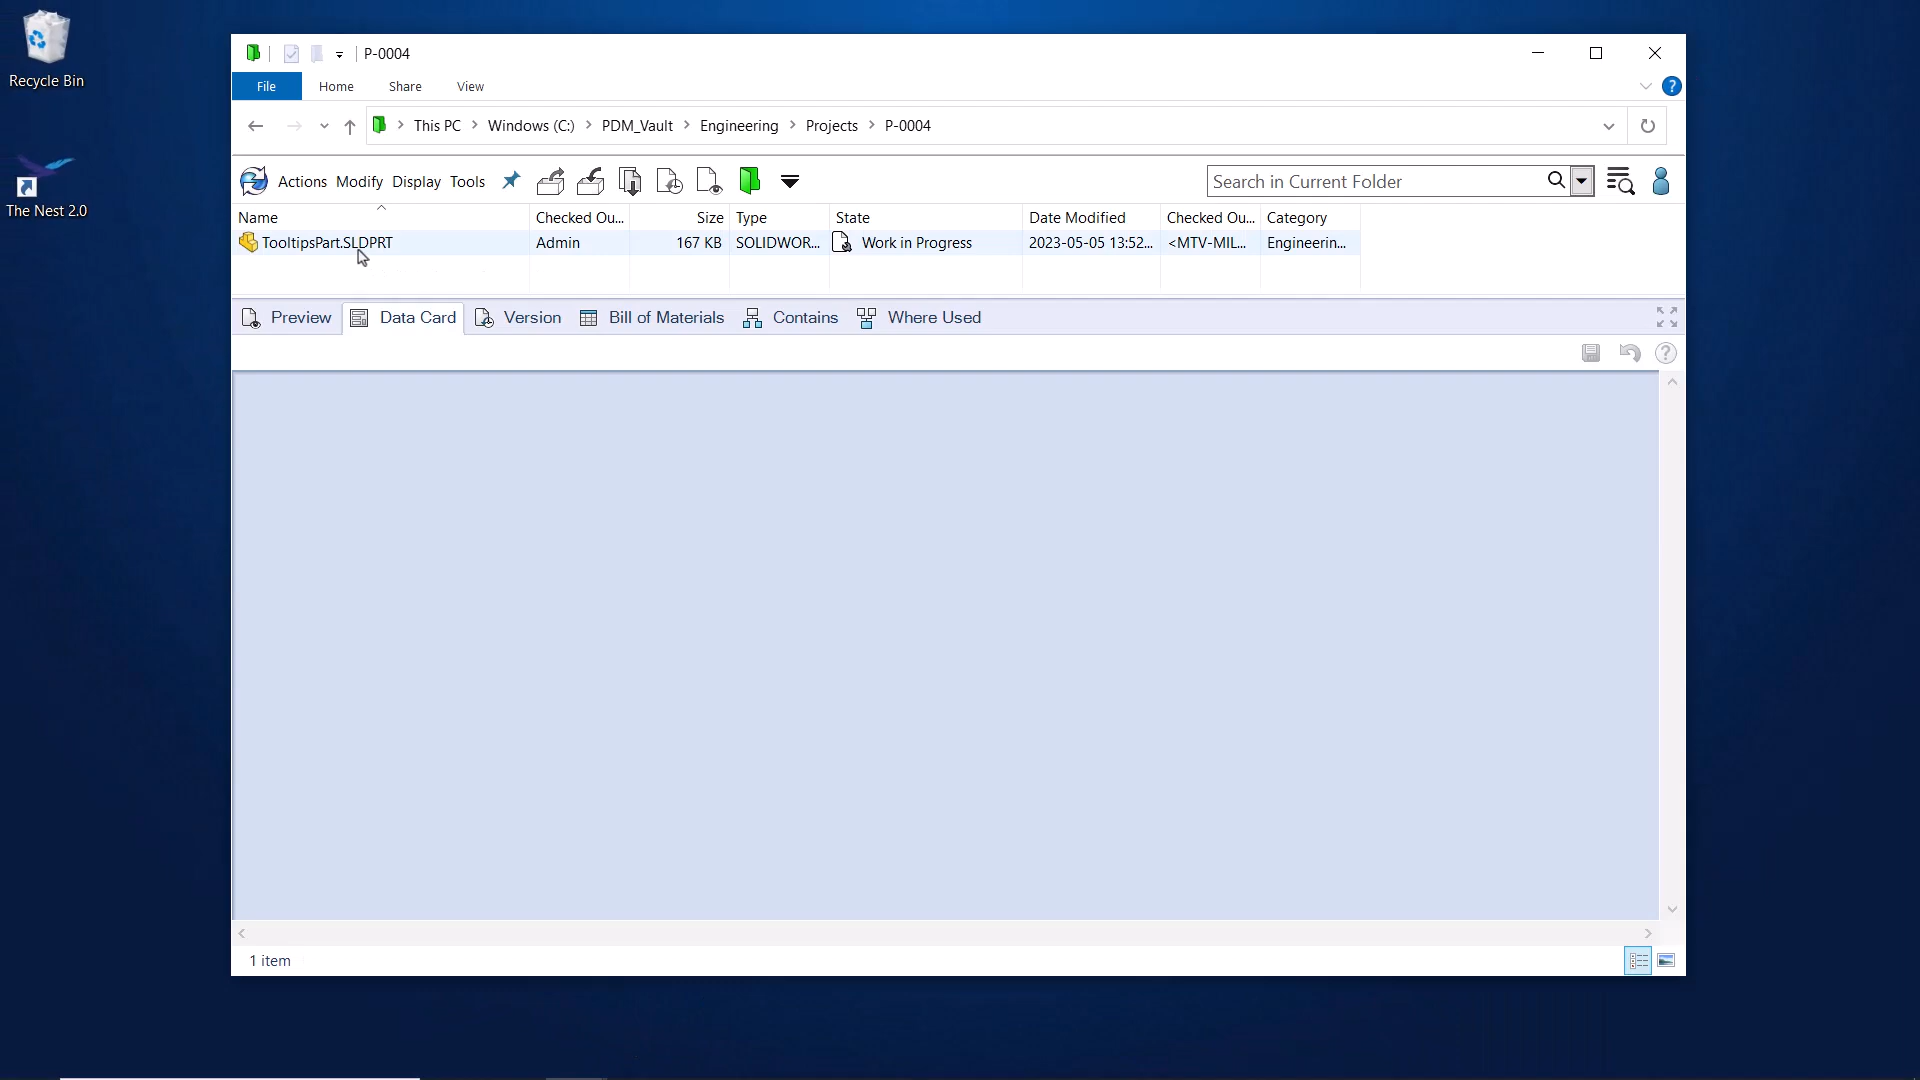 Recycle Bin
The Nest 2.0
P-0004
File Home Share View
This PC Windows (C:) PDM_Vault Engineering Projects P-0004
Actions Modify Display Tools
Search in Current Folder
Name Checked Ou... Size Type State Date Modified Checked Ou... Category
TooltipsPart.SLDPRT Admin 167 KB SOLIDWOR... Work in Progress 2023-05-05 13:52... <MTV-MIL... Engineerin...
Preview Data Card Version Bill of Materials Contains Where Used
1 item